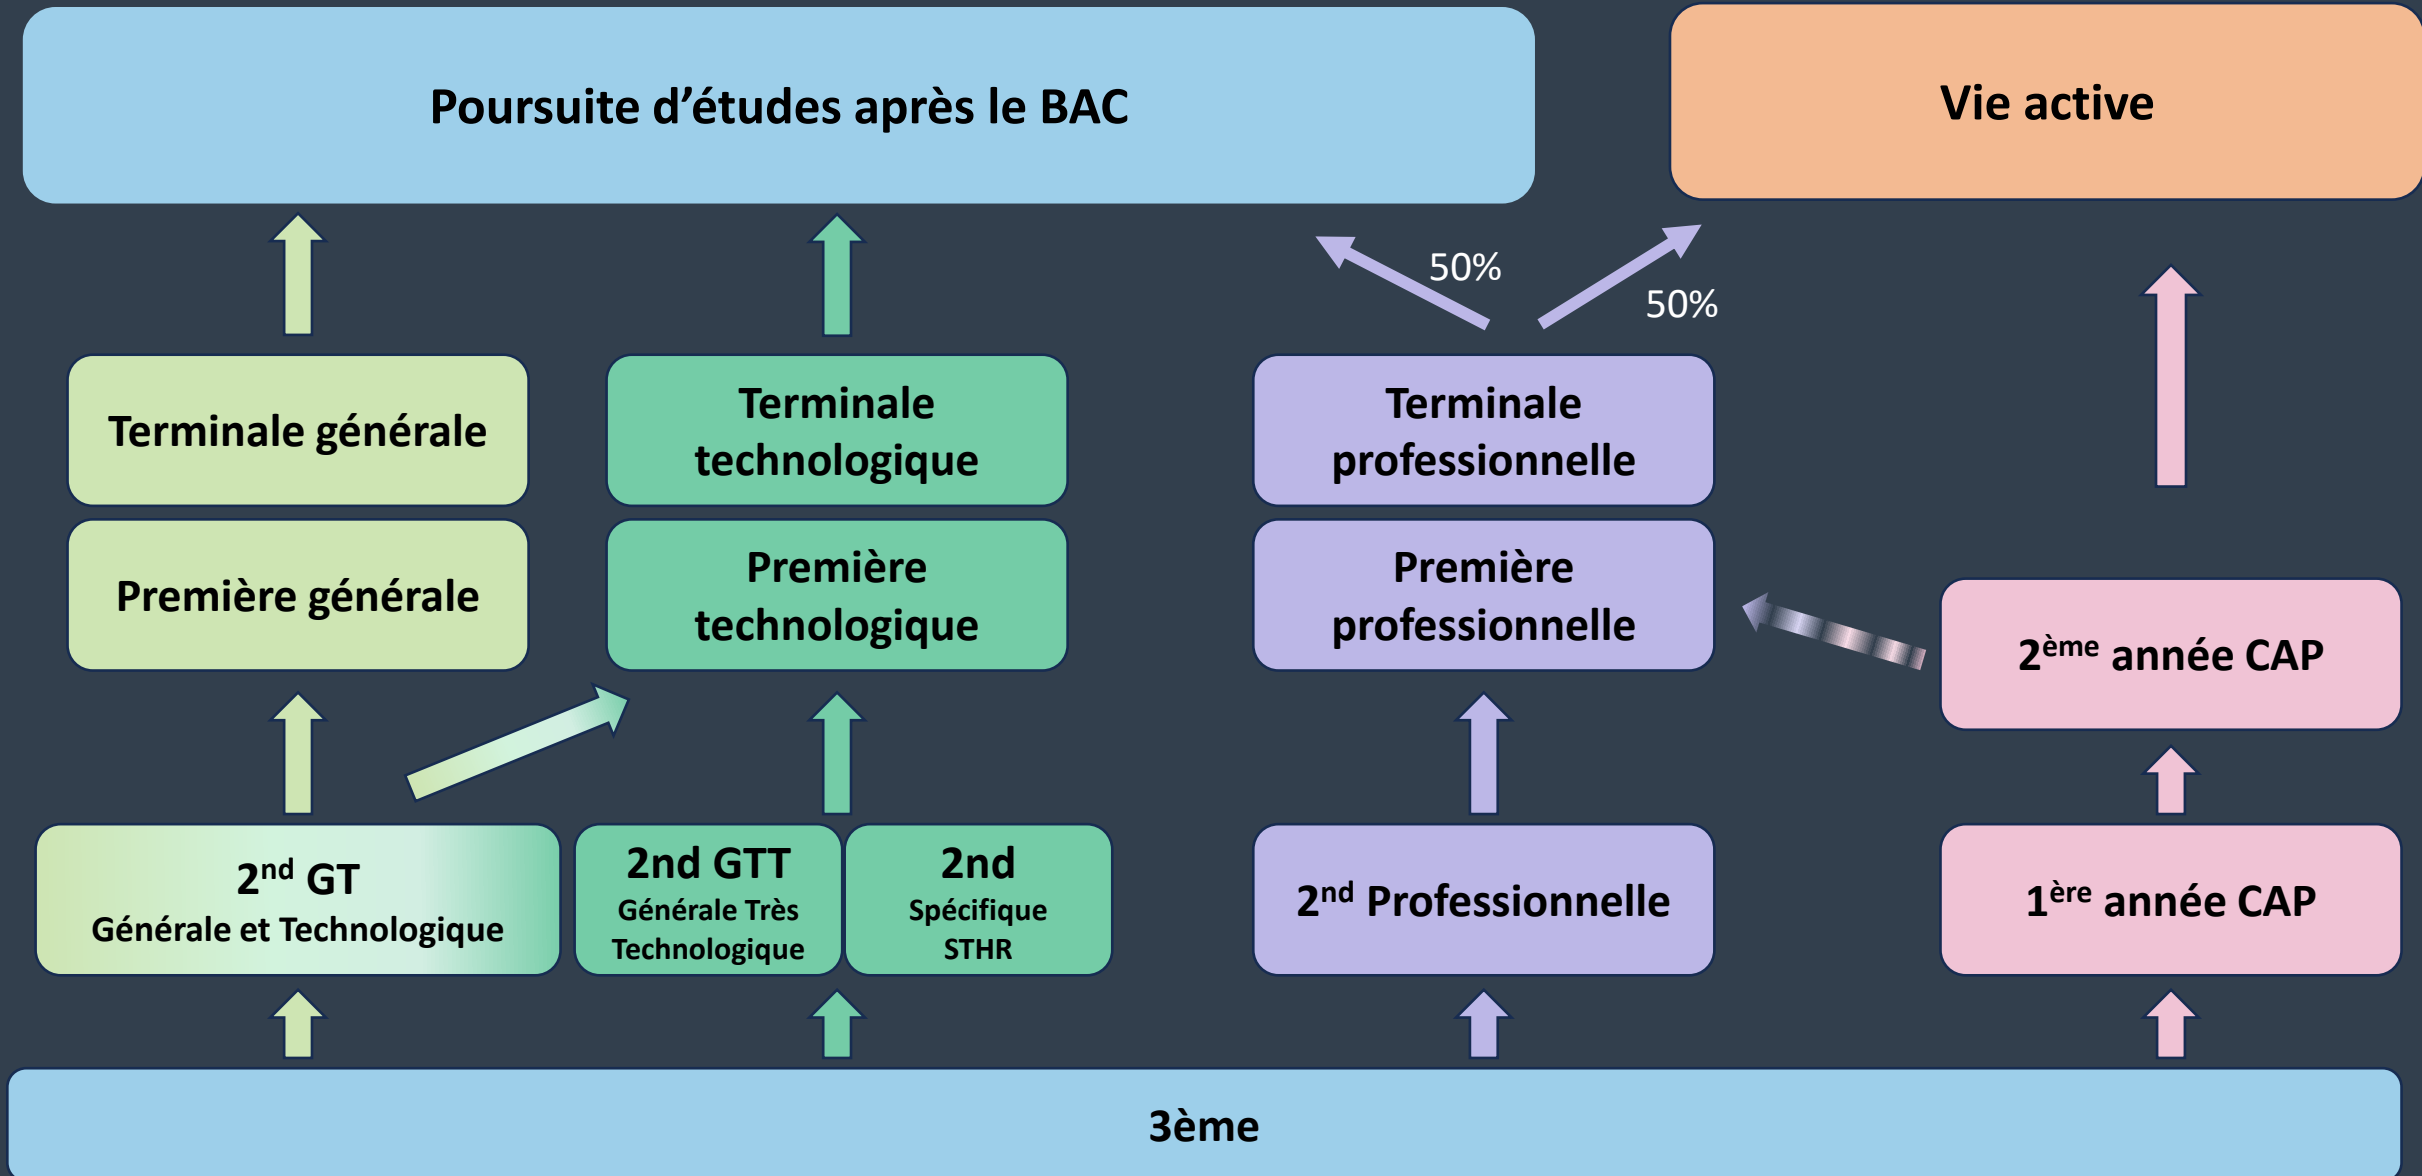 Poursuite d'études après le BAC
Vie active
50%
50%
Terminale générale
Terminale
technologique
Terminale
professionnelle
Première générale
Première
technologique
Première
professionnelle
2ème année CAP
2nd GT
Générale et Technologique
2nd GTT
Générale Très
Technologique
2nd
Spécifique
STHR
2nd Professionnelle
1ère année CAP
3ème